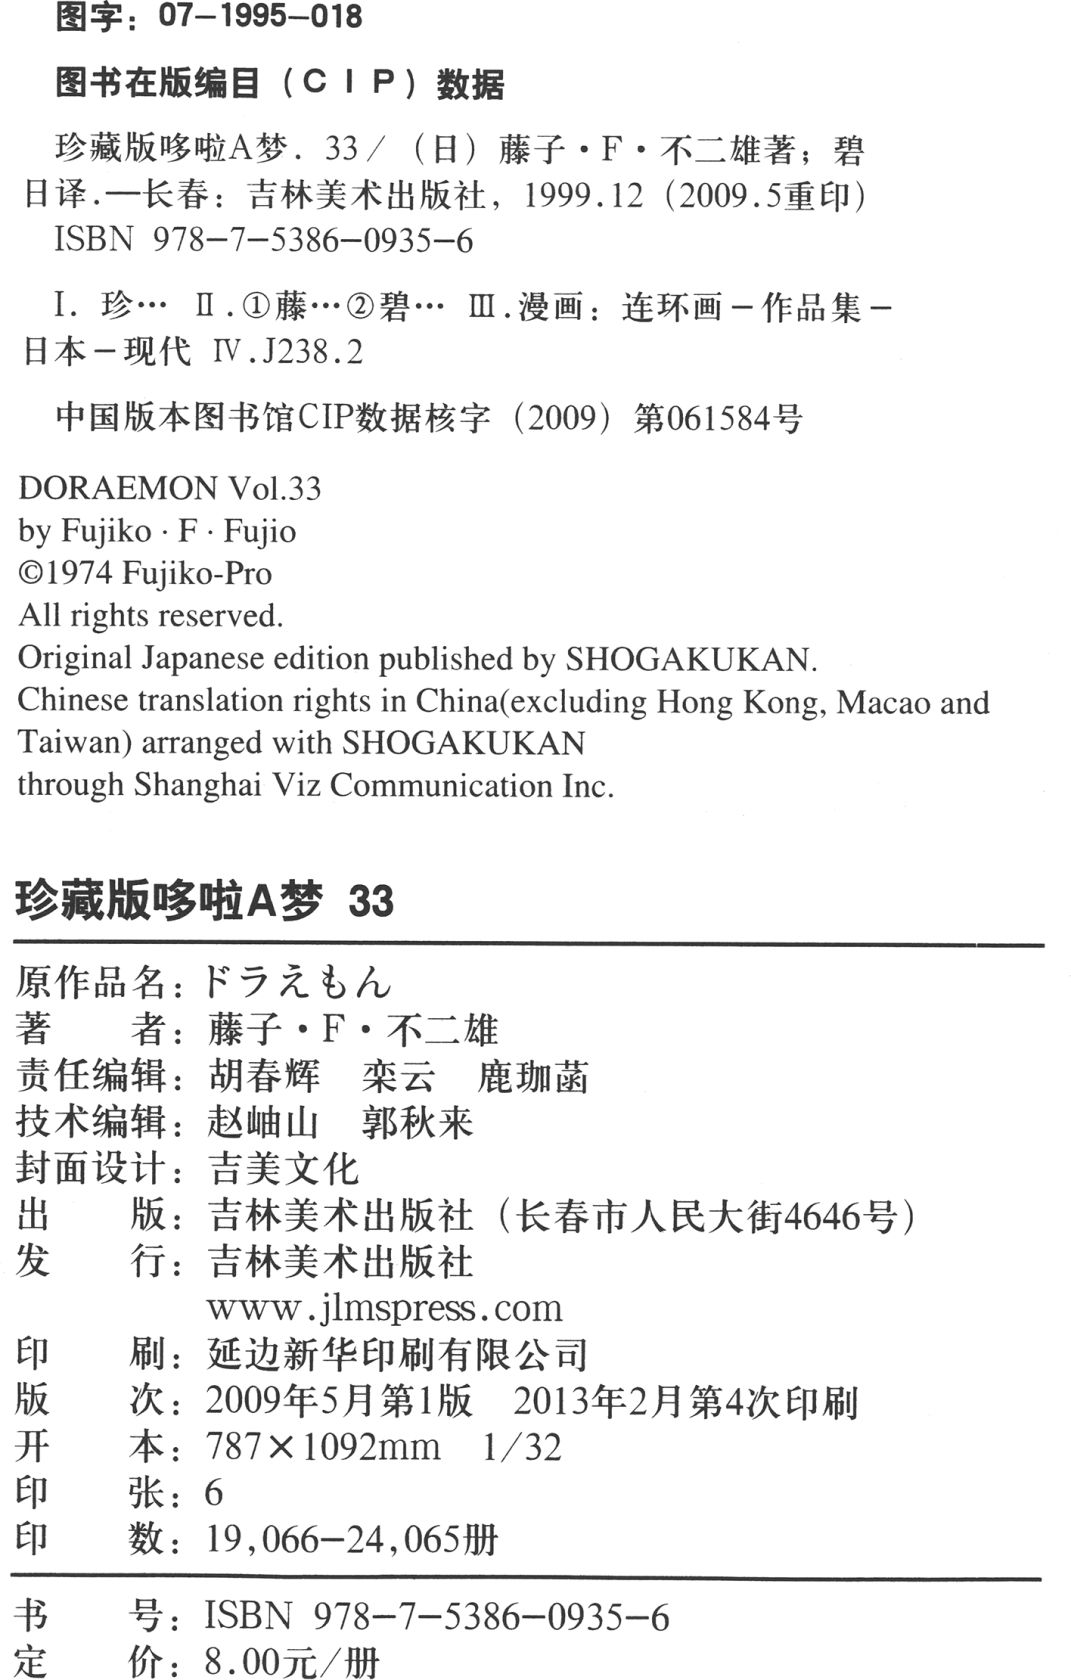 图字：07-1995-018
图书在版编目（CIP）数据
珍藏版哆啦A梦．33／（日）藤子·F·不二雄著；碧
日译.—长春：吉林美术出版社，1999.12（2009.5重印）
ISBN 978-7-5386-0935-6
Ⅰ. 珍… Ⅱ.①藤…②碧… Ⅲ.漫画：连环画－作品集－
日本－现代 Ⅳ.J238.2
中国版本图书馆CIP数据核字（2009）第061584号
DORAEMON Vol.33
by Fujiko · F · Fujio
©1974 Fujiko-Pro
All rights reserved.
Original Japanese edition published by SHOGAKUKAN.
Chinese translation rights in China(excluding Hong Kong, Macao and
Taiwan) arranged with SHOGAKUKAN
through Shanghai Viz Communication Inc.
珍藏版哆啦A梦 33
原作品名：ドラえもん
著　　者：藤子·F·不二雄
责任编辑：胡春辉　栾云　鹿珈菡
技术编辑：赵岫山　郭秋来
封面设计：吉美文化
出　　版：吉林美术出版社（长春市人民大街4646号）
发　　行：吉林美术出版社
www.jlmspress.com
印　　刷：延边新华印刷有限公司
版　　次：2009年5月第1版　2013年2月第4次印刷
开　　本：787×1092mm　1/32
印　　张：6
印　　数：19,066-24,065册
书　　号：ISBN 978-7-5386-0935-6
定　　价：8.00元/册